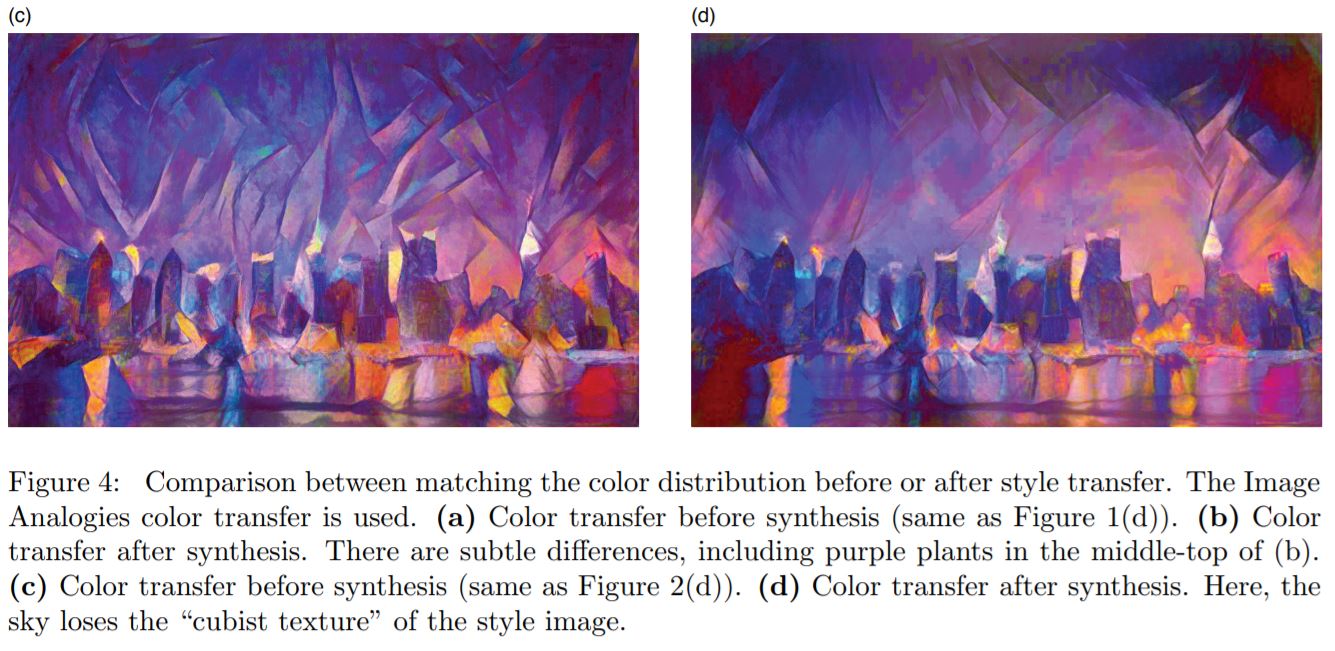 (c)
(d)
Figure 4: Comparison between matching the color distribution before or after style transfer. The Image
Analogies color transfer is used. (a) Color transfer before synthesis (same as Figure 1(d)). (b) Color
transfer after synthesis. There are subtle differences, including purple plants in the middle-top of (b).
(c) Color transfer before synthesis (same as Figure 2(d)). (d) Color transfer after synthesis. Here, the
sky loses the “cubist texture” of the style image.